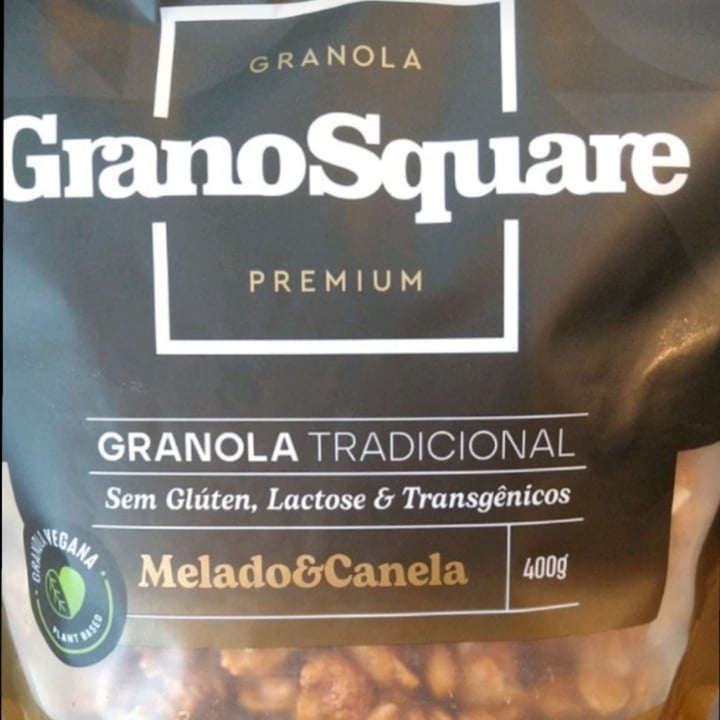 GRANOLA
GranoSquare
PREMIUM
GRANOLA TRADICIONAL
Sem Glúten, Lactose & Transgênicos
Melado&Canela
400g
GRANOLA VEGANA
PLANT BASED